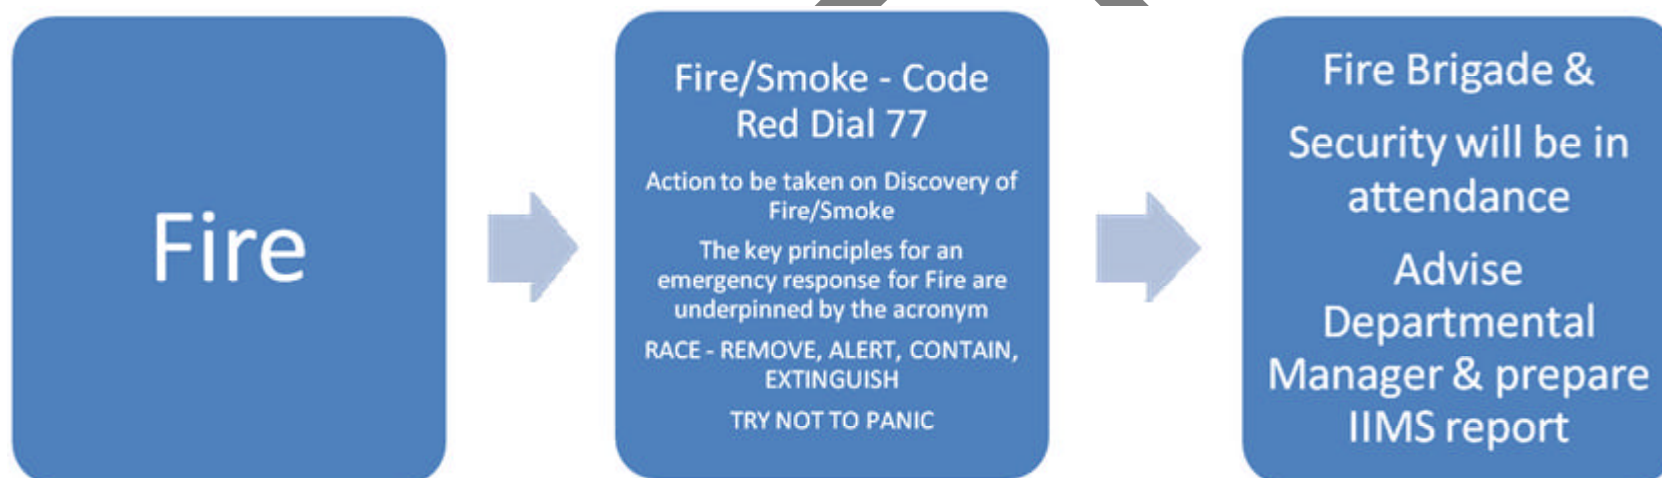 Fire
Fire/Smoke - Code
Red Dial 77
Action to be taken on Discovery of
Fire/Smoke
The key principles for an
emergency response for Fire are
underpinned by the acronym
RACE - REMOVE, ALERT, CONTAIN,
EXTINGUISH
TRY NOT TO PANIC
Fire Brigade &
Security will be in
attendance
Advise
Departmental
Manager & prepare
IIMS report